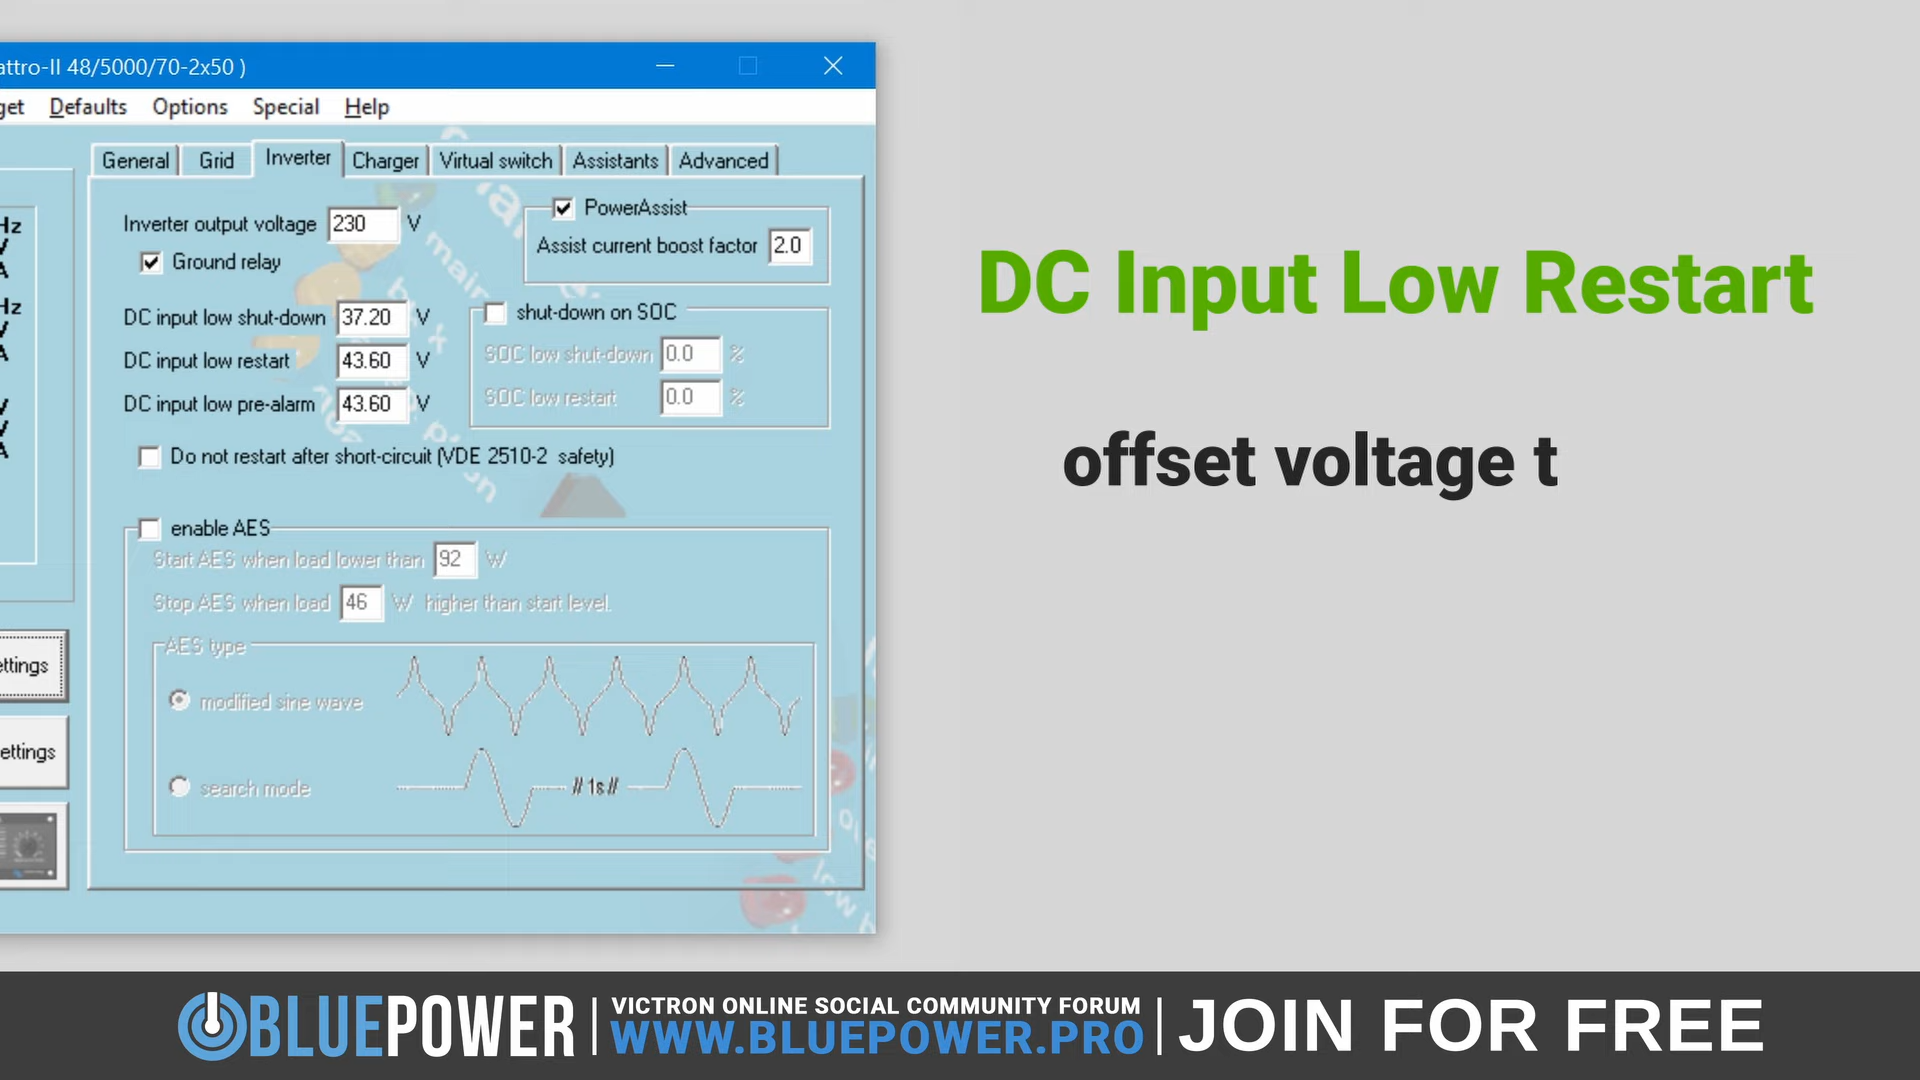 attro-II 48/5000/70-2x50 )
get Defaults Options Special Help
General Grid Inverter Charger Virtual switch Assistants Advanced
Inverter output voltage 230 V
Ground relay
PowerAssist
Assist current boost factor 2.0
DC input low shut-down 37.20 V
DC input low restart 43.60 V
DC input low pre-alarm 43.60 V
shut-down on SOC
SOC low shut-down 0.0 %
SOC low restart 0.0 %
Do not restart after short-circuit (VDE 2510-2 safety)
enable AES
Start AES when load lower than 92 W
Stop AES when load 46 W higher than start level.
AES type
modified sine wave
search mode
// 1s //
Hz
V
A
Hz
V
A
V
V
A
ettings
ettings
DC Input Low Restart
offset voltage t
BLUEPOWER
VICTRON ONLINE SOCIAL COMMUNITY FORUM
WWW.BLUEPOWER.PRO
JOIN FOR FREE